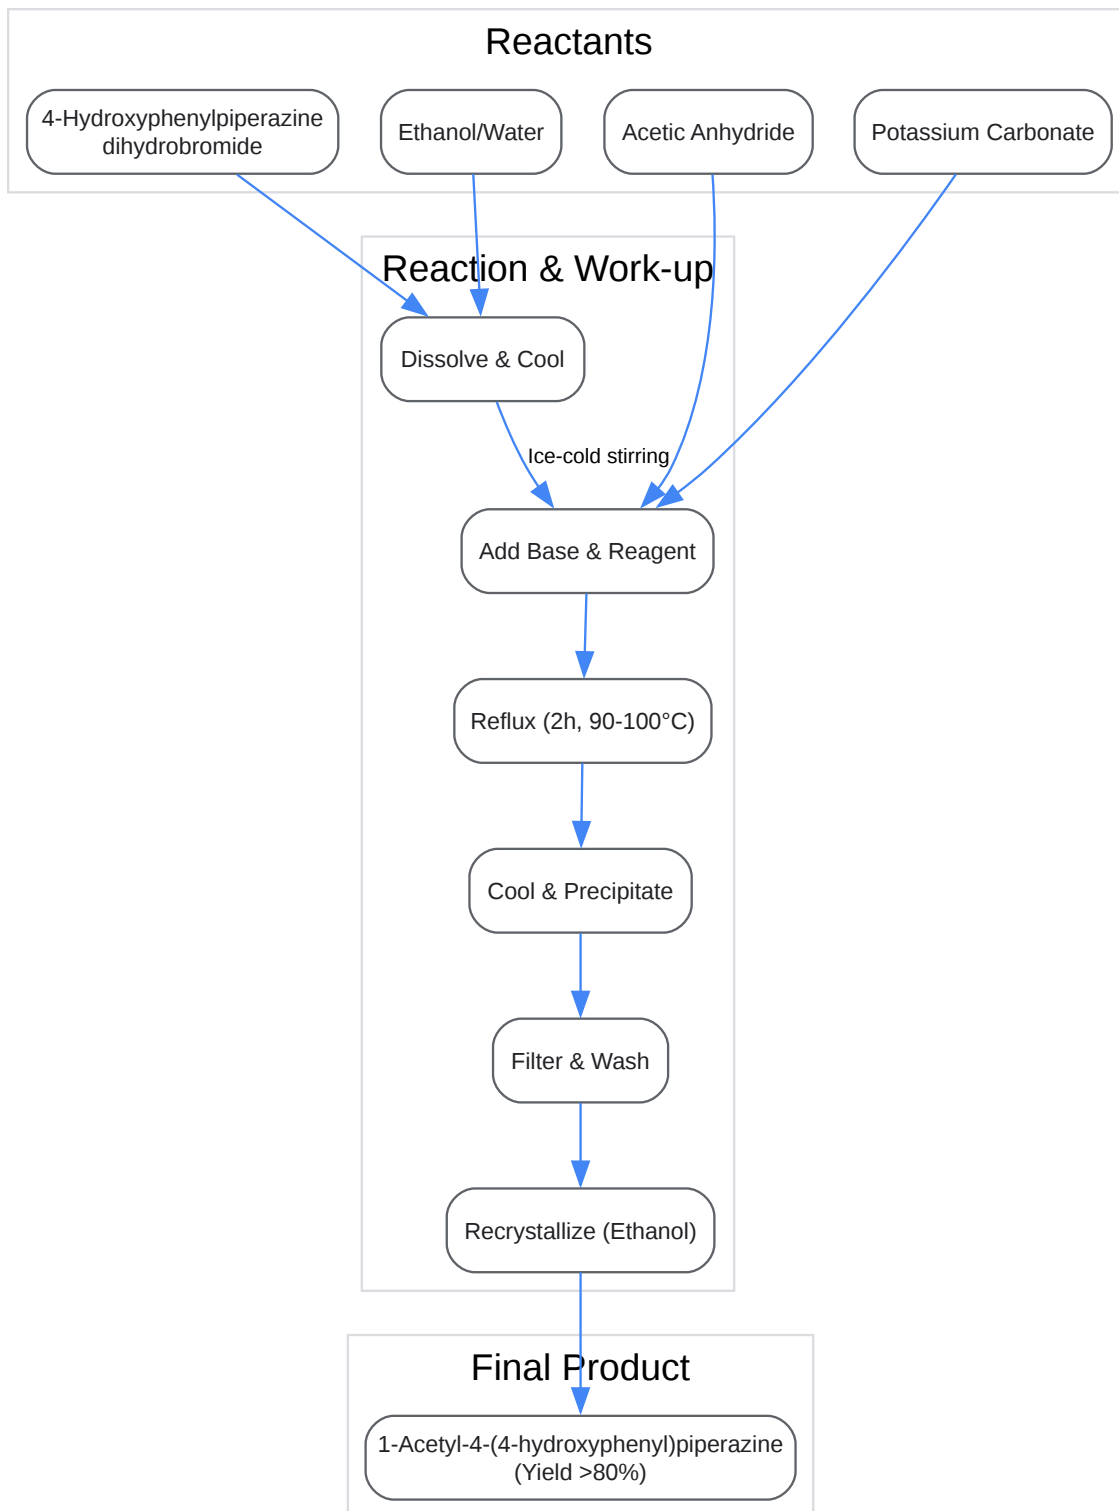 Reactants
4-Hydroxyphenylpiperazine
dihydrobromide
Ethanol/Water
Acetic Anhydride
Potassium Carbonate
Reaction & Work-up
Dissolve & Cool
Ice-cold stirring
Add Base & Reagent
Reflux (2h, 90-100°C)
Cool & Precipitate
Filter & Wash
Recrystallize (Ethanol)
Final Product
1-Acetyl-4-(4-hydroxyphenyl)piperazine
(Yield >80%)